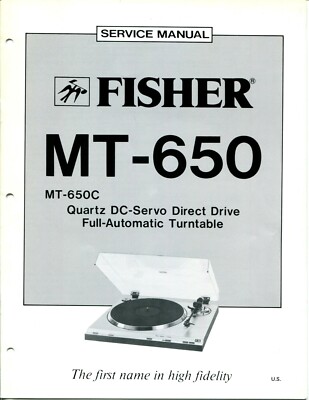 SERVICE MANUAL
FISHER®
MT-650
MT-650C
Quartz DC-Servo Direct Drive
Full-Automatic Turntable
The first name in high fidelity
U.S.